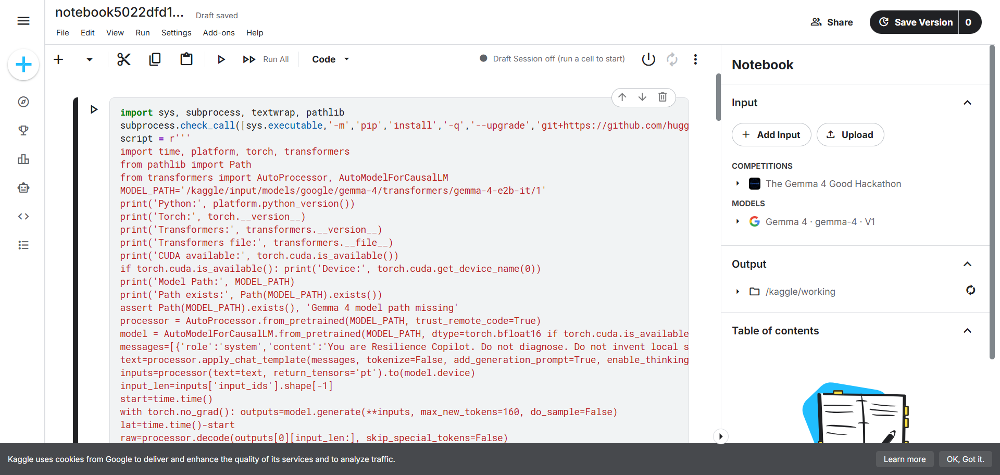 notebook5022dfd1...
Draft saved
File Edit View Run Settings Add-ons Help
Share
Save Version
0
Run All
Code
Draft Session off (run a cell to start)
import sys, subprocess, textwrap, pathlib
subprocess.check_call([sys.executable,'-m','pip','install','-q','--upgrade','git+https://github.com/hugg
script = r'''
import time, platform, torch, transformers
from pathlib import Path
from transformers import AutoProcessor, AutoModelForCausalLM
MODEL_PATH='/kaggle/input/models/google/gemma-4/transformers/gemma-4-e2b-it/1'
print('Python:', platform.python_version())
print('Torch:', torch.__version__)
print('Transformers:', transformers.__version__)
print('Transformers file:', transformers.__file__)
print('CUDA available:', torch.cuda.is_available())
if torch.cuda.is_available(): print('Device:', torch.cuda.get_device_name(0))
print('Model Path:', MODEL_PATH)
print('Path exists:', Path(MODEL_PATH).exists())
assert Path(MODEL_PATH).exists(), 'Gemma 4 model path missing'
processor = AutoProcessor.from_pretrained(MODEL_PATH, trust_remote_code=True)
model = AutoModelForCausalLM.from_pretrained(MODEL_PATH, dtype=torch.bfloat16 if torch.cuda.is_available
messages=[{'role':'system','content':'You are Resilience Copilot. Do not diagnose. Do not invent local s
text=processor.apply_chat_template(messages, tokenize=False, add_generation_prompt=True, enable_thinking
inputs=processor(text=text, return_tensors='pt').to(model.device)
input_len=inputs['input_ids'].shape[-1]
start=time.time()
with torch.no_grad(): outputs=model.generate(**inputs, max_new_tokens=160, do_sample=False)
lat=time.time()-start
raw=processor.decode(outputs[0][input_len:], skip_special_tokens=False)
Notebook
Input
Add Input
Upload
COMPETITIONS
The Gemma 4 Good Hackathon
MODELS
Gemma 4 · gemma-4 · V1
Output
/kaggle/working
Table of contents
Kaggle uses cookies from Google to deliver and enhance the quality of its services and to analyze traffic.
Learn more
OK, Got it.